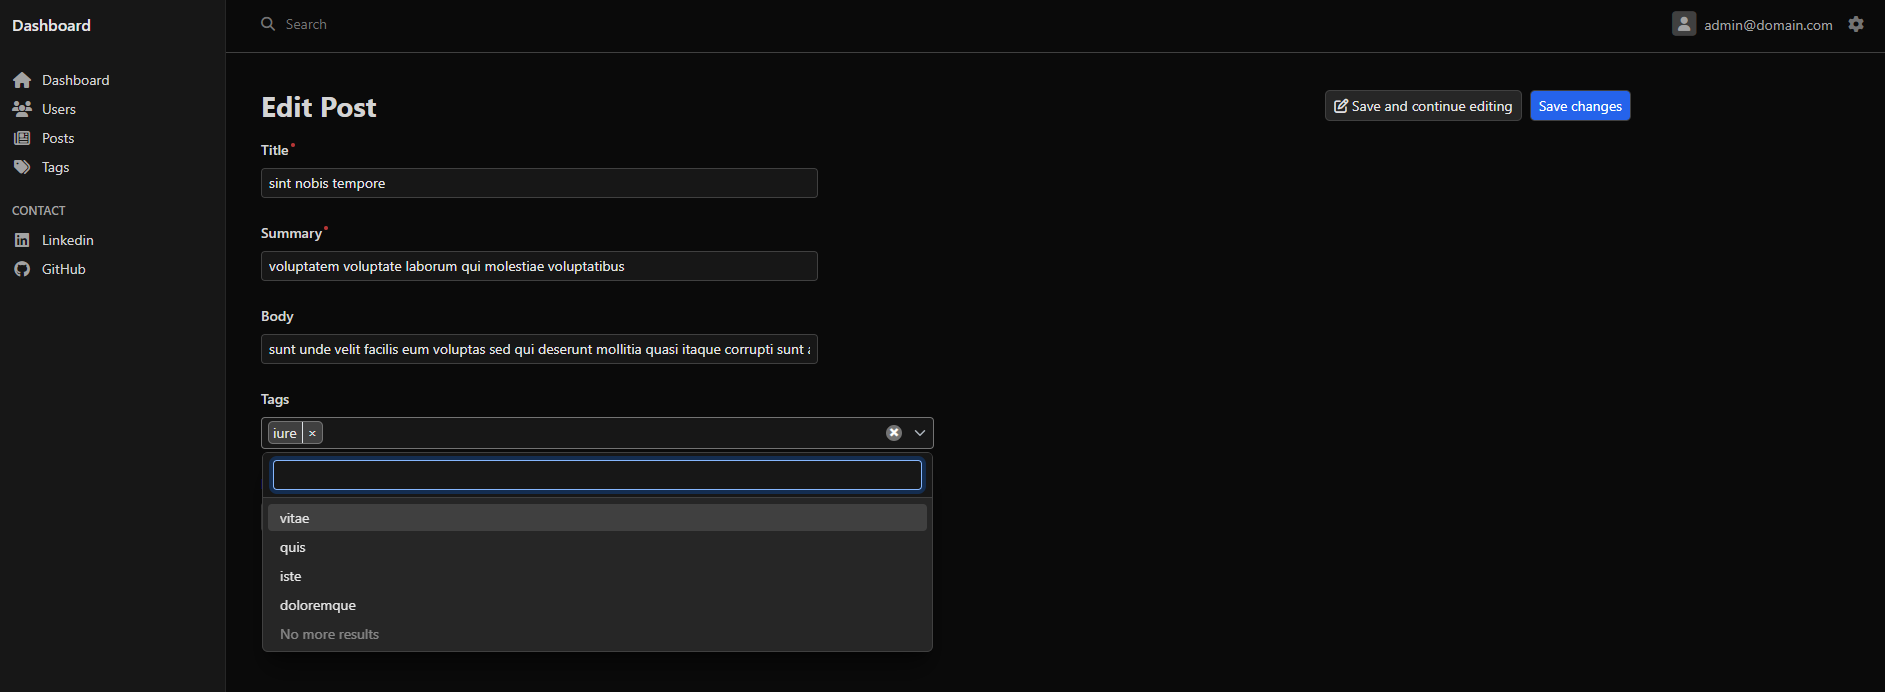 Dashboard
Search
admin@domain.com
Dashboard
Users
Posts
Tags
CONTACT
Linkedin
GitHub
Edit Post
Save and continue editing
Save changes
Title*
sint nobis tempore
Summary*
voluptatem voluptate laborum qui molestiae voluptatibus
Body
sunt unde velit facilis eum voluptas sed qui deserunt mollitia quasi itaque corrupti sunt
Tags
iure ×
vitae
quis
iste
doloremque
No more results